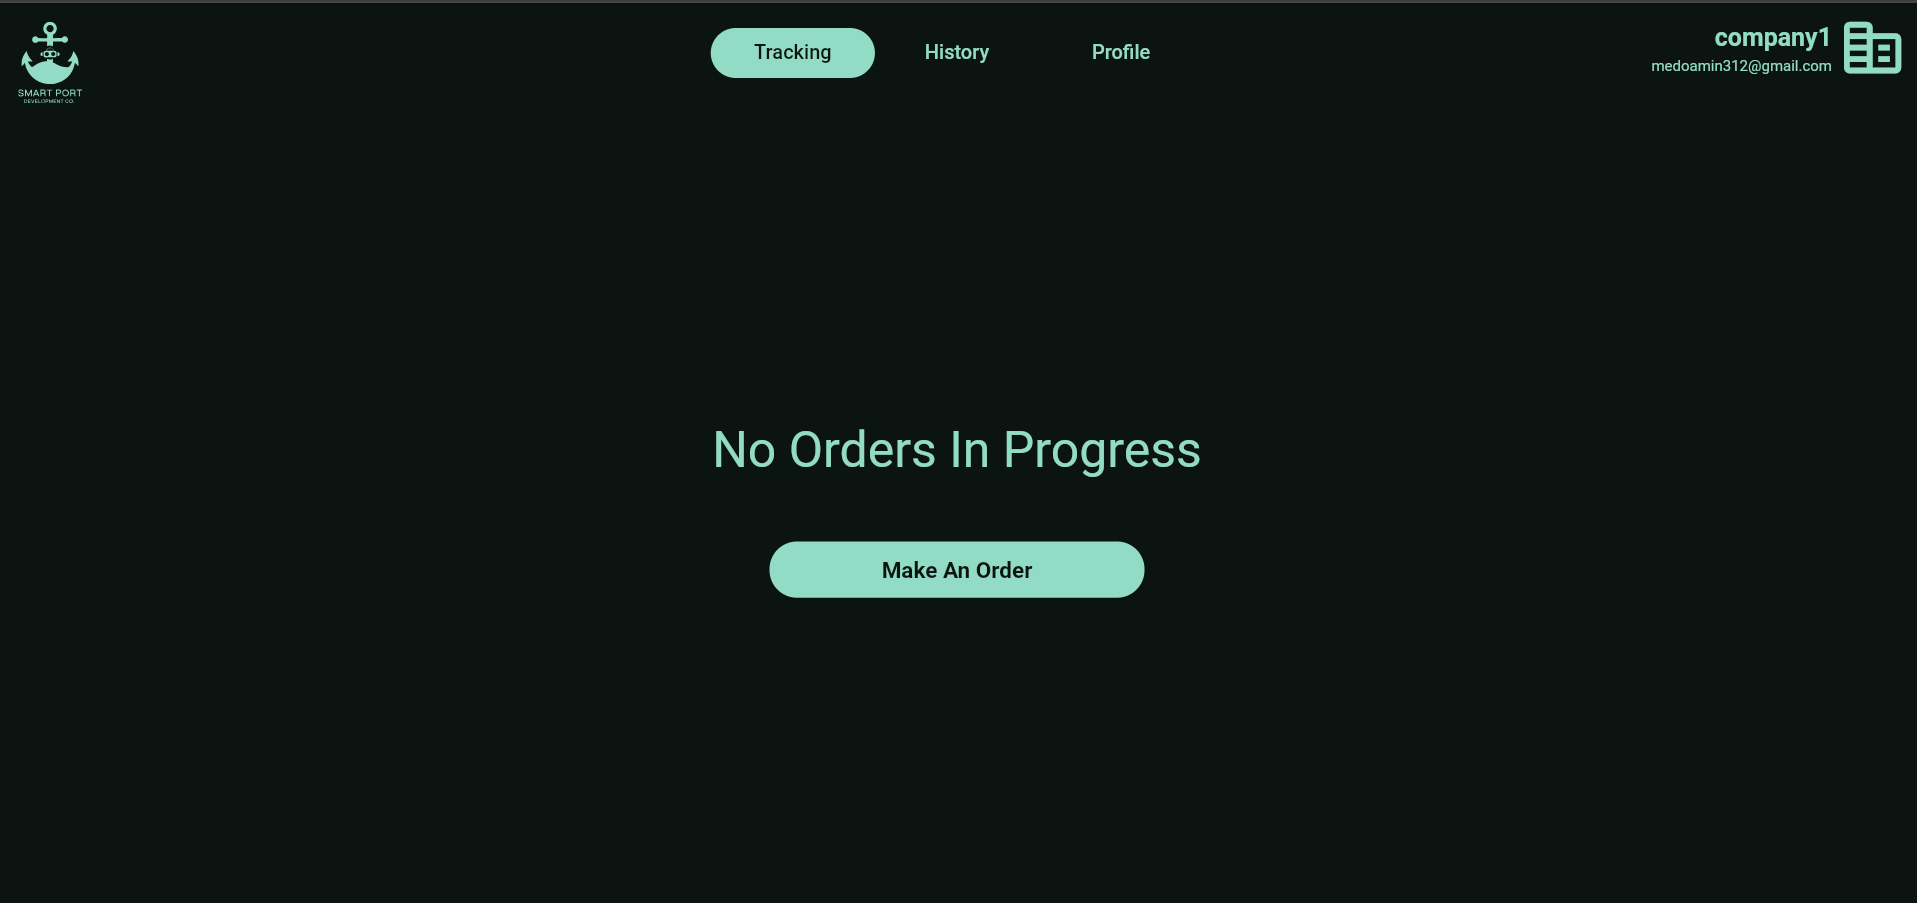 SMART PORT
DEVELOPMENT CO.
Tracking
History
Profile
company1
medoamin312@gmail.com
No Orders In Progress
Make An Order